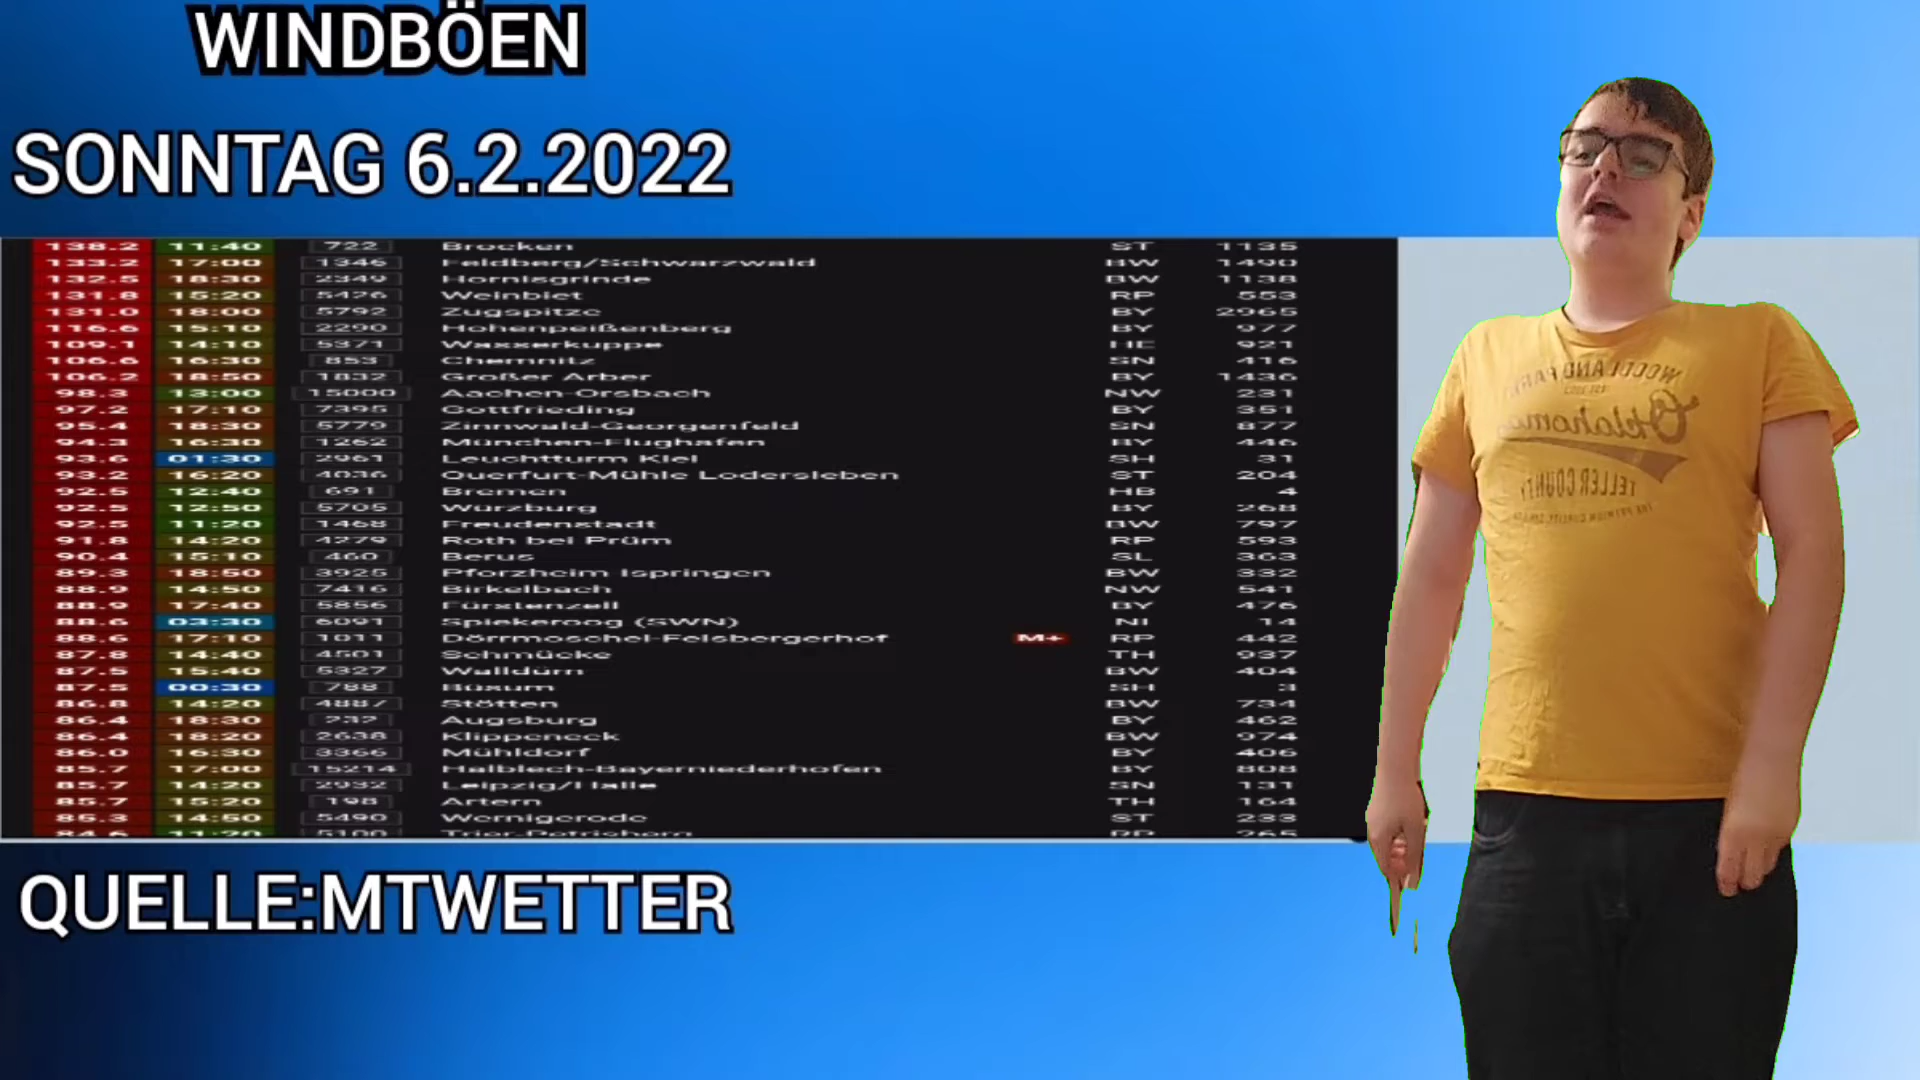 WINDBÖEN
SONNTAG 6.2.2022
138.2 11:40 722 Brocken ST 1135
133.2 17:00 1346 Feldberg/Schwarzwald BW 1490
132.5 18:30 2349 Hornisgrinde BW 1138
131.8 15:20 5426 Weinbiet RP 553
131.0 18:00 5792 Zugspitze BY 2965
116.6 15:10 2290 Hohenpeißenberg BY 977
109.1 14:10 5371 Wasserkuppe HE 921
106.6 16:30 853 Chemnitz SN 416
106.2 18:50 1832 Großer Arber BY 1436
98.3 13:00 15000 Aachen-Orsbach NW 231
97.2 17:10 7395 Gottfrieding BY 351
95.4 18:30 5779 Zinnwald-Georgenfeld SN 877
94.3 16:30 1262 München-Flughafen BY 446
93.6 01:30 2961 Leuchtturm Kiel SH 31
93.2 16:20 4036 Querfurt-Mühle Lodersleben ST 204
92.5 12:40 691 Bremen HB 4
92.5 12:50 5705 Würzburg BY 268
92.5 11:20 1468 Freudenstadt BW 797
91.8 14:20 4279 Roth bei Prüm RP 593
90.4 15:10 460 Berus SL 363
89.3 18:50 3925 Pforzheim Ispringen BW 332
88.9 14:50 7416 Birkelbach NW 541
88.9 17:40 5856 Fürstenzell BY 476
88.6 03:30 6091 Spiekeroog (SWN) NI 14
88.6 17:10 1011 Dörrmoschel-Felsbergerhof M+ RP 442
87.8 14:40 4501 Schmücke TH 937
87.5 15:40 5327 Walldürn BW 404
87.5 00:30 788 Büsum SH 3
86.8 14:20 4887 Stötten BW 734
86.4 18:30 232 Augsburg BY 462
86.4 18:20 2638 Klippeneck BW 974
86.0 16:30 3366 Mühldorf BY 406
85.7 17:00 15214 Halblech-Bayerniederhofen BY 808
85.7 14:20 2932 Leipzig/Halle SN 131
85.7 15:20 198 Artern TH 164
85.3 14:50 5490 Wernigerode ST 233
84.6 11:20 5100 Trier-Petrisberg RP 265
QUELLE:MTWETTER
WOODLAND PARK
Oklahoma
TELLER COUNTY